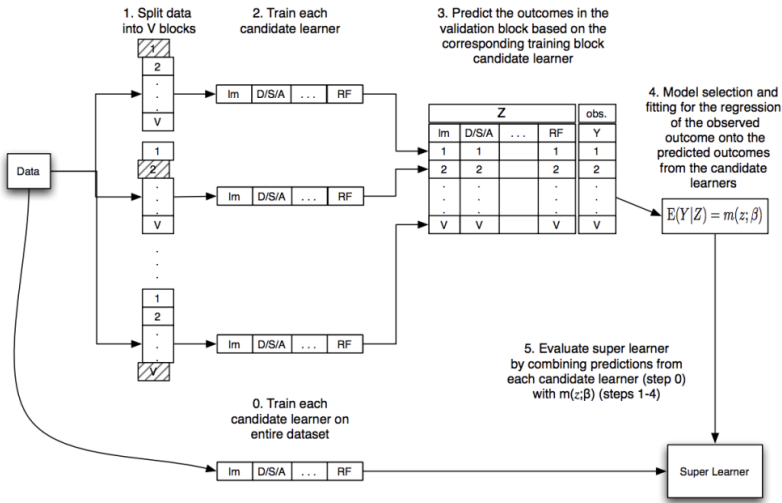 1. Split data
into V blocks
2. Train each
candidate learner
3. Predict the outcomes in the
validation block based on the
corresponding training block
candidate learner
4. Model selection and
fitting for the regression
of the observed
outcome onto the
predicted outcomes
from the candidate
learners
Data
1
2
.
.
.
V
lm D/S/A . . . RF
1
2
.
.
.
V
lm D/S/A . . . RF
.
.
.
1
2
.
.
.
V
lm D/S/A . . . RF
Z obs.
lm D/S/A . . . RF Y
1 1 1 1
2 2 2 2
. . . .
. . . .
. . . .
V V V V
E(Y|Z) = m(z; β)
5. Evaluate super learner
by combining predictions from
each candidate learner (step 0)
with m(z;β) (steps 1-4)
0. Train each
candidate learner on
entire dataset
lm D/S/A . . . RF
Super Learner